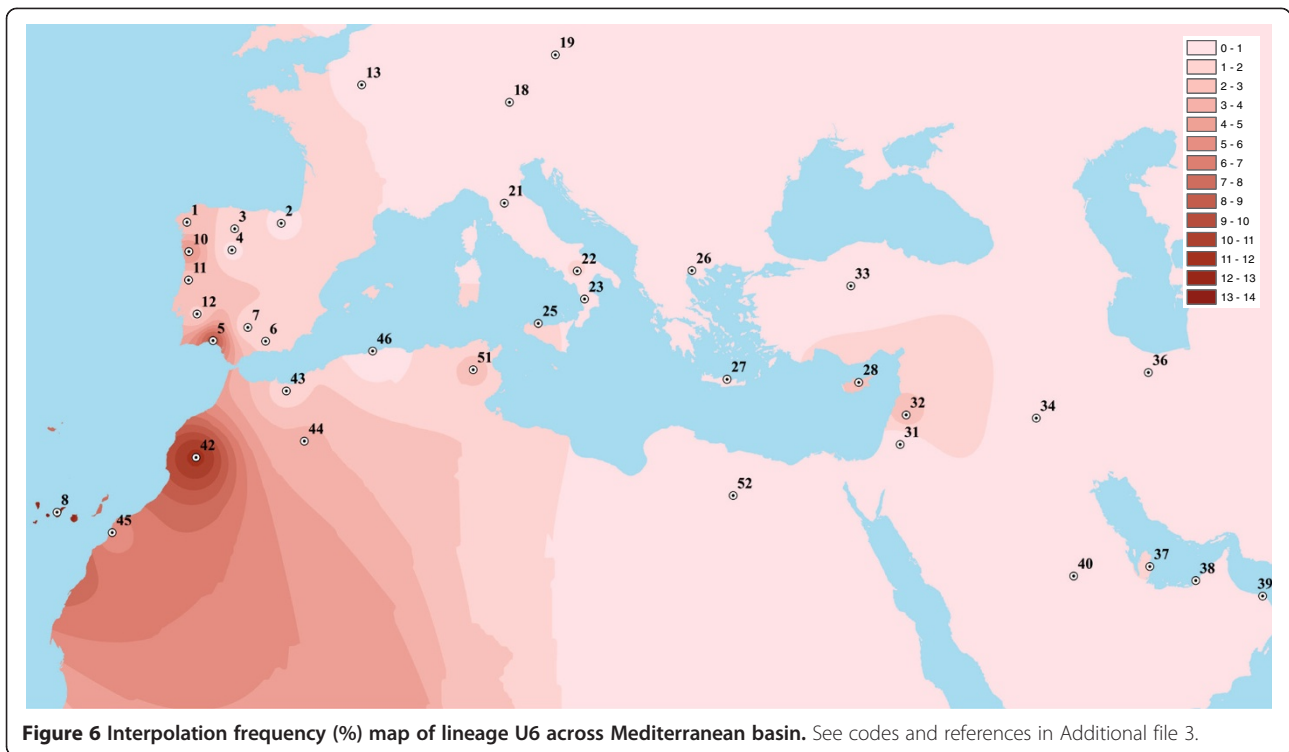 19
13
18
0 - 1
1 - 2
2 - 3
3 - 4
4 - 5
5 - 6
6 - 7
7 - 8
8 - 9
9 - 10
10 - 11
11 - 12
12 - 13
13 - 14
21
1
3
2
4
10
11
22
26
23
33
12
7
5
6
25
46
51
43
27
28
36
32
34
31
44
42
52
8
45
40
37
38
39
Figure 6 Interpolation frequency (%) map of lineage U6 across Mediterranean basin. See codes and references in Additional file 3.